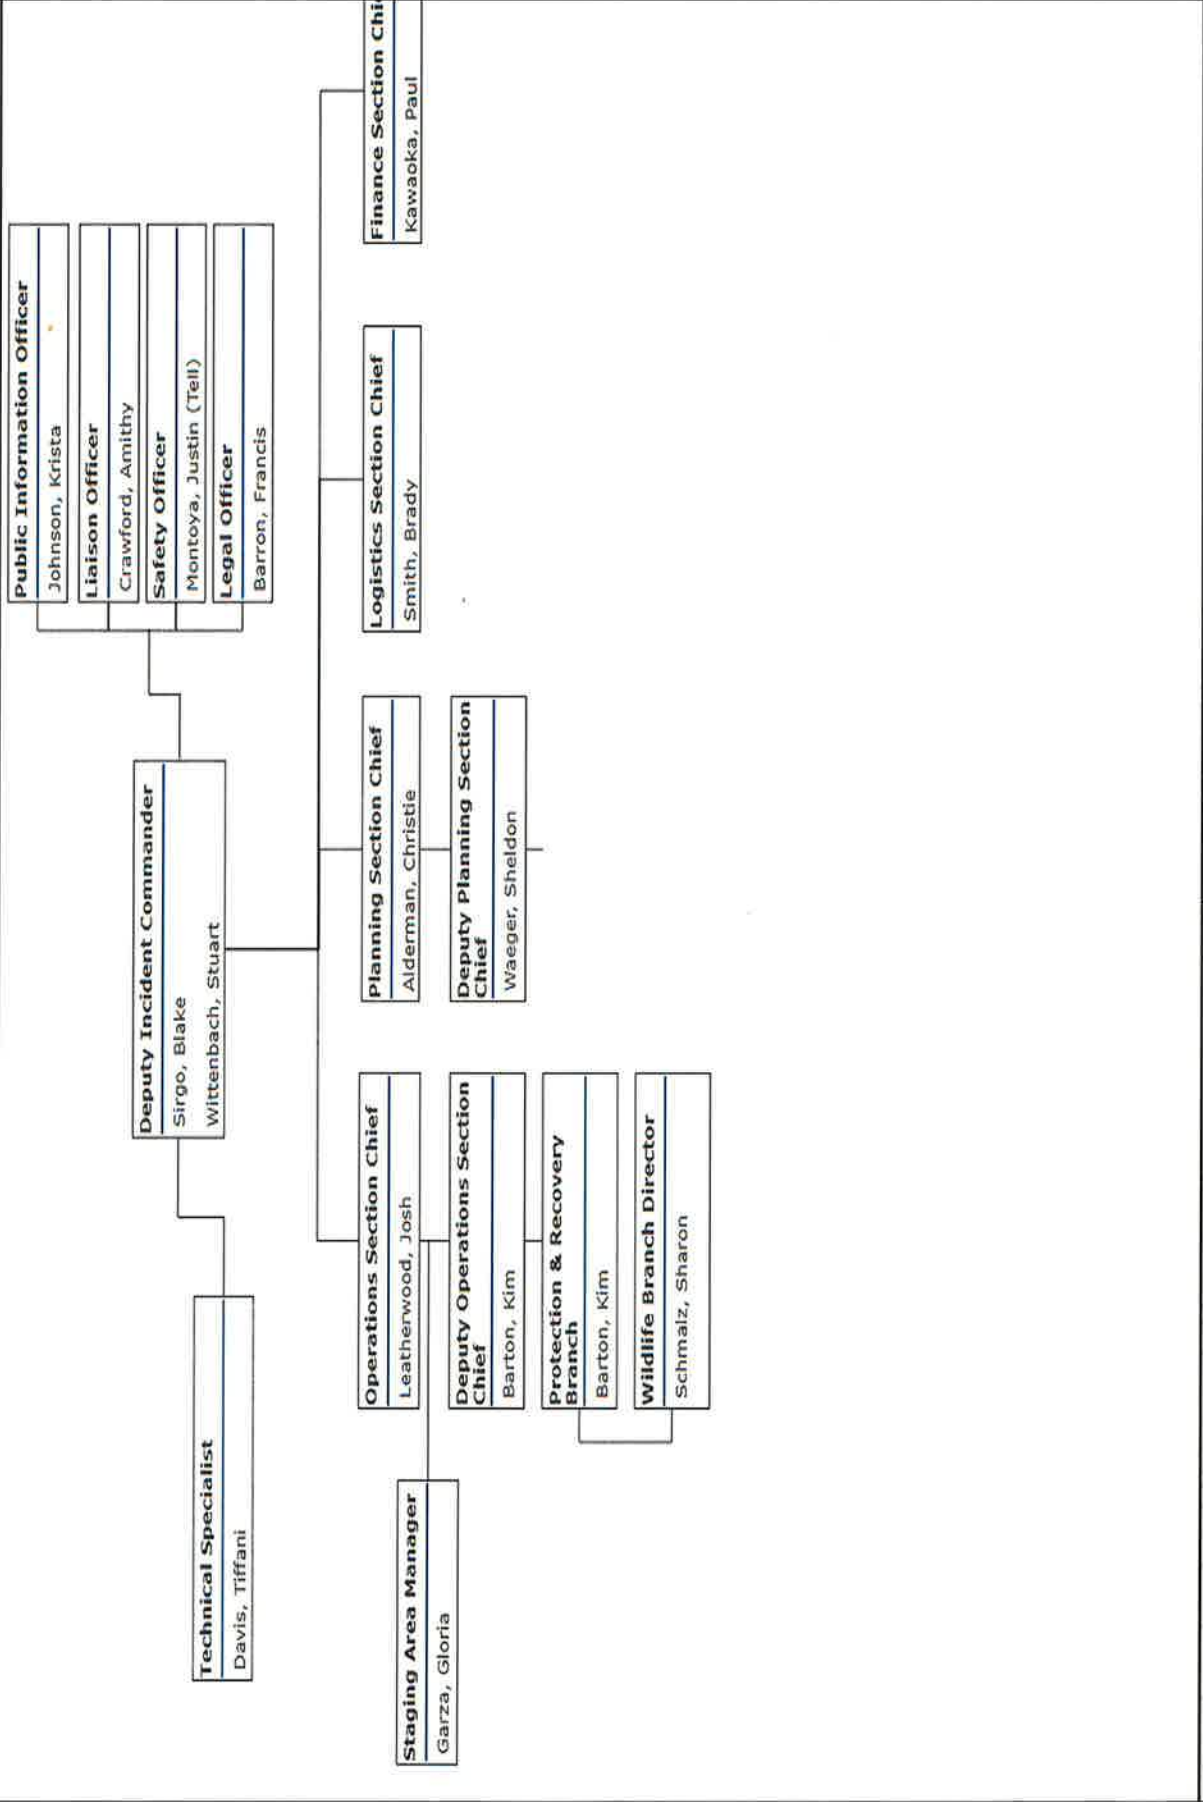 Public Information Officer
Johnson, Krista
Liaison Officer
Crawford, Amithy
Safety Officer
Montoya, Justin (Tell)
Legal Officer
Barron, Francis
Deputy Incident Commander
Sirgo, Blake
Wittenbach, Stuart
Technical Specialist
Davis, Tiffani
Operations Section Chief
Leatherwood, Josh
Planning Section Chief
Alderman, Christie
Logistics Section Chief
Smith, Brady
Finance Section Chie
Kawaoka, Paul
Staging Area Manager
Garza, Gloria
Deputy Operations Section
Chief
Barton, Kim
Deputy Planning Section
Chief
Waeger, Sheldon
Protection & Recovery
Branch
Barton, Kim
Wildlife Branch Director
Schmalz, Sharon